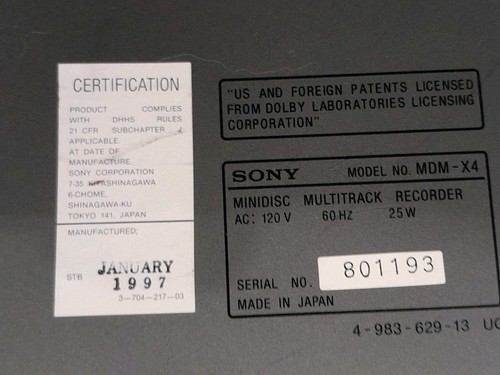 CERTIFICATION
PRODUCT COMPLIES
WITH DHHS RULES
21 CFR SUBCHAPTER
APPLICABLE
AT DATE OF
MANUFACTURE.
SONY CORPORATION
7-35 KITASHINAGAWA
6-CHOME,
SHINAGAWA-KU
TOKYO 141, JAPAN
MANUFACTURED;
STB JANUARY
1997
3-704-217-03
"US AND FOREIGN PATENTS LICENSED
FROM DOLBY LABORATORIES LICENSING
CORPORATION"
SONY MODEL NO. MDM-X4
MINIDISC MULTITRACK RECORDER
AC: 120 V 60 HZ 25 W
SERIAL NO. 801193
MADE IN JAPAN
4-983-629-13 UC